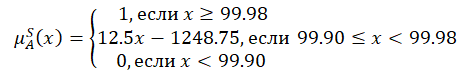 1, если x ≥ 99.98
μ_A^S(x) = { 12.5x − 1248.75, если 99.90 ≤ x < 99.98
0, если x < 99.90